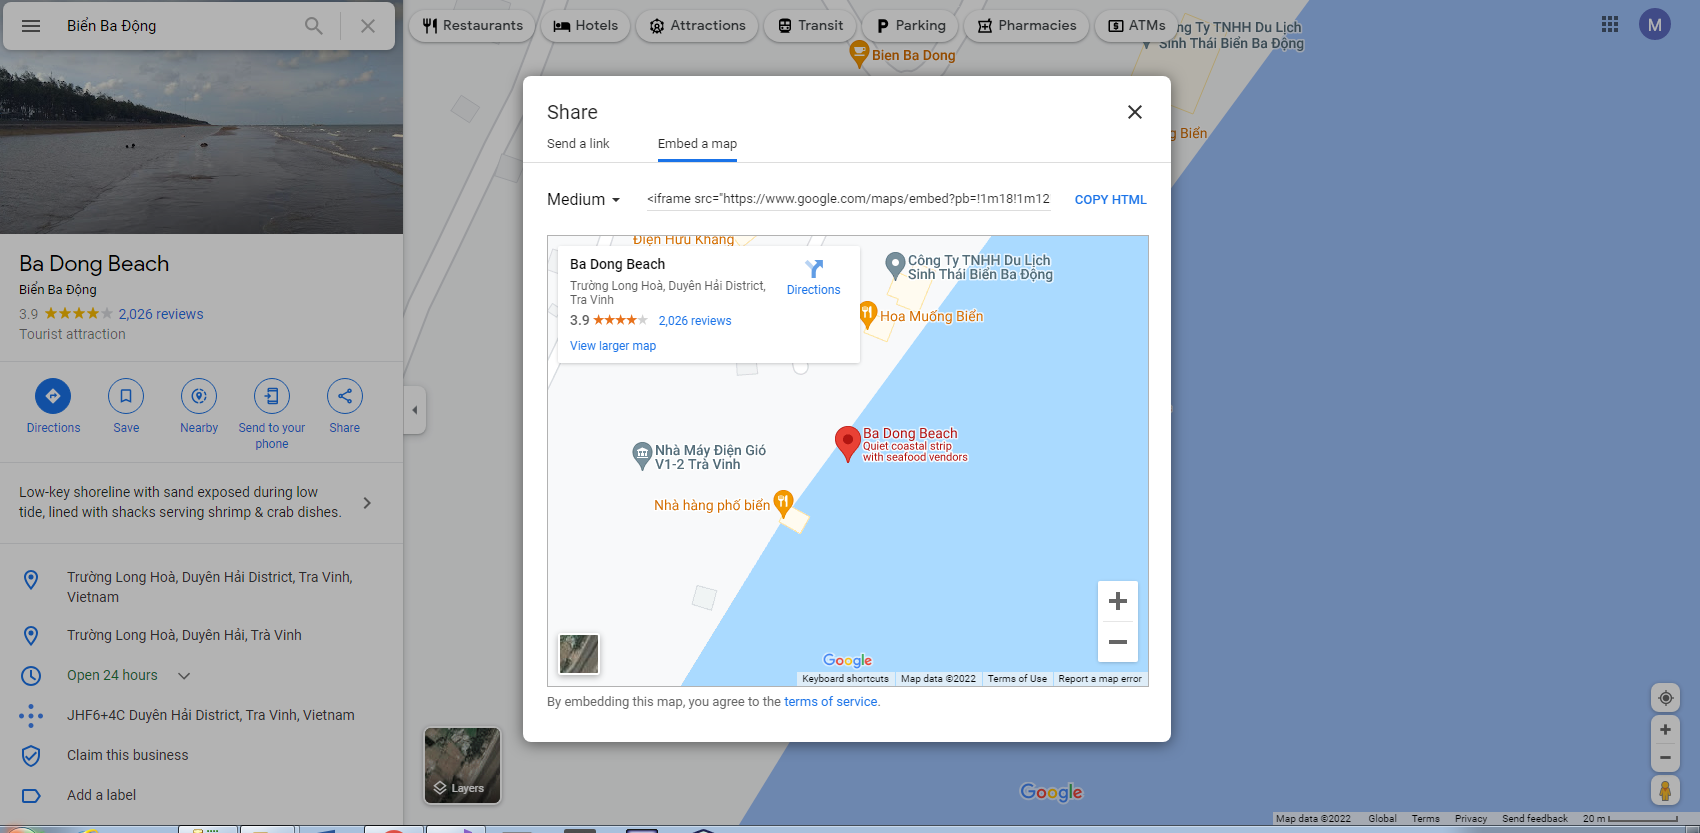 Biển Ba Động
Restaurants
Hotels
Attractions
Transit
Parking
Pharmacies
ATMs
ng Ty TNHH Du Lịch
Sinh Thái Biển Ba Động
M
Bien Ba Dong
g Biển
Ba Dong Beach
Biển Ba Động
3.9 2,026 reviews
Tourist attraction
Directions
Save
Nearby
Send to your
phone
Share
Low-key shoreline with sand exposed during low
tide, lined with shacks serving shrimp & crab dishes.
Trường Long Hoà, Duyên Hải District, Tra Vinh,
Vietnam
Trường Long Hoà, Duyên Hải, Trà Vinh
Open 24 hours
JHF6+4C Duyên Hải District, Tra Vinh, Vietnam
Claim this business
Add a label
Share
Send a link
Embed a map
Medium
<iframe src="https://www.google.com/maps/embed?pb=!1m18!1m12
COPY HTML
Điện Hữu Khang
Ba Dong Beach
Trường Long Hoà, Duyên Hải District,
Tra Vinh
3.9 2,026 reviews
View larger map
Directions
Công Ty TNHH Du Lịch
Sinh Thái Biển Ba Động
Họa Muống Biển
Ba Dong Beach
Quiet coastal strip
with seafood vendors
Nhà Máy Điện Gió
V1-2 Trà Vinh
Nhà hàng phố biển
Google
Keyboard shortcuts
Map data ©2022
Terms of Use
Report a map error
By embedding this map, you agree to the terms of service.
Layers
Google
Map data ©2022
Global
Terms
Privacy
Send feedback
20 m